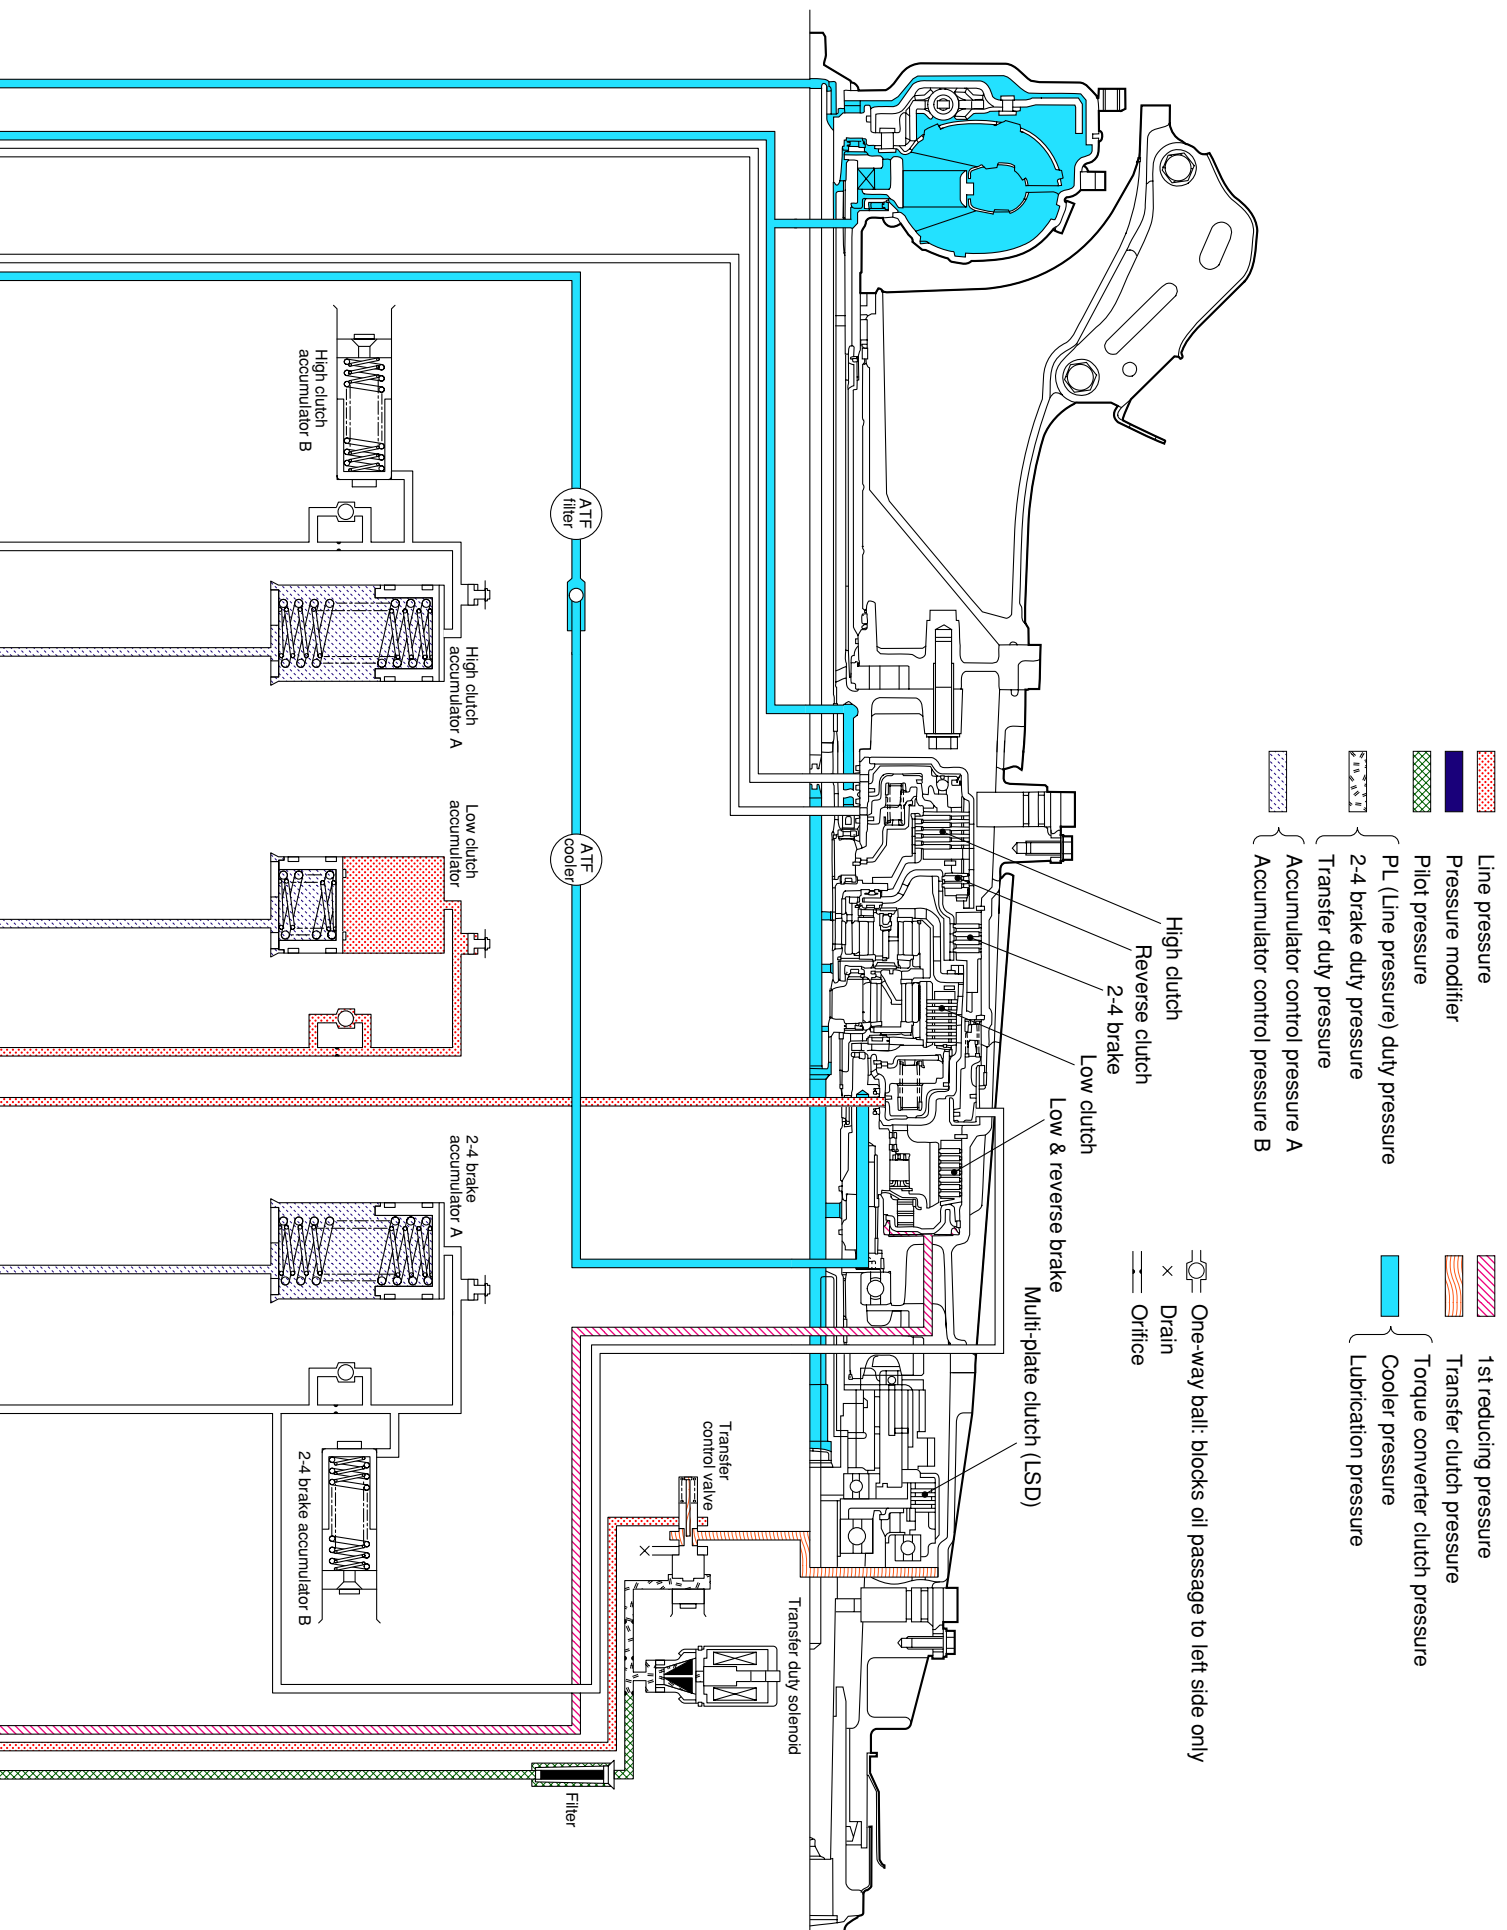 Line pressure
Pressure modifier
Pilot pressure
PL (Line pressure) duty pressure
2-4 brake duty pressure
Transfer duty pressure
Accumulator control pressure A
Accumulator control pressure B
1st reducing pressure
Transfer clutch pressure
Torque converter clutch pressure
Cooler pressure
Lubrication pressure
One-way ball: blocks oil passage to left side only
Drain
Orifice
High clutch
Reverse clutch
2-4 brake
Low clutch
Low & reverse brake
Multi-plate clutch (LSD)
ATF
filter
ATF
cooler
Transfer duty solenoid
Transfer
control valve
Filter
High clutch
accumulator A
Low clutch
accumulator
2-4 brake
accumulator A
High clutch
accumulator B
2-4 brake accumulator B